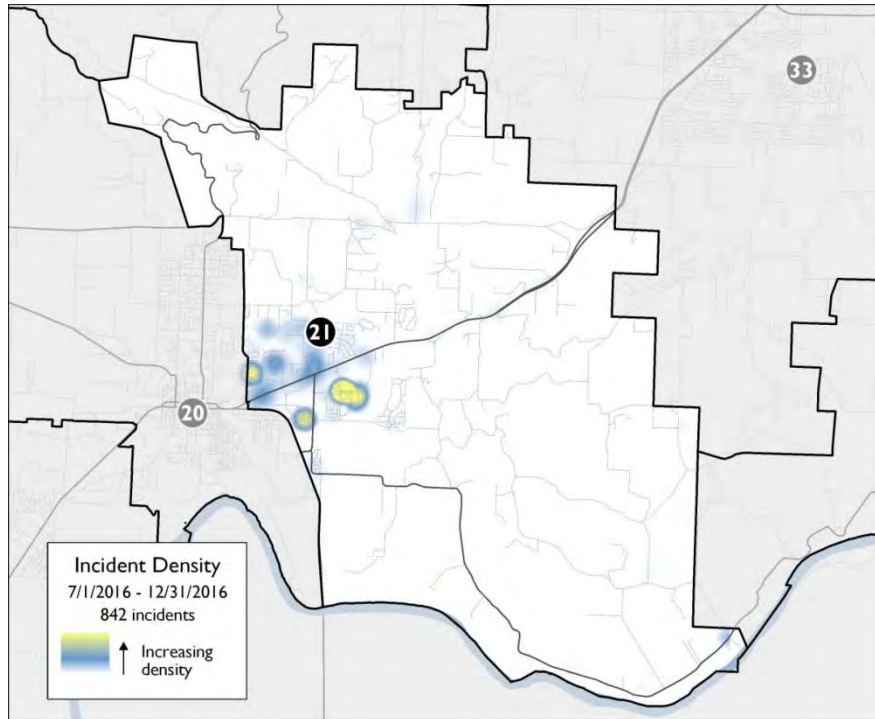 33
21
20
Incident Density
7/1/2016 - 12/31/2016
842 incidents
Increasing
density